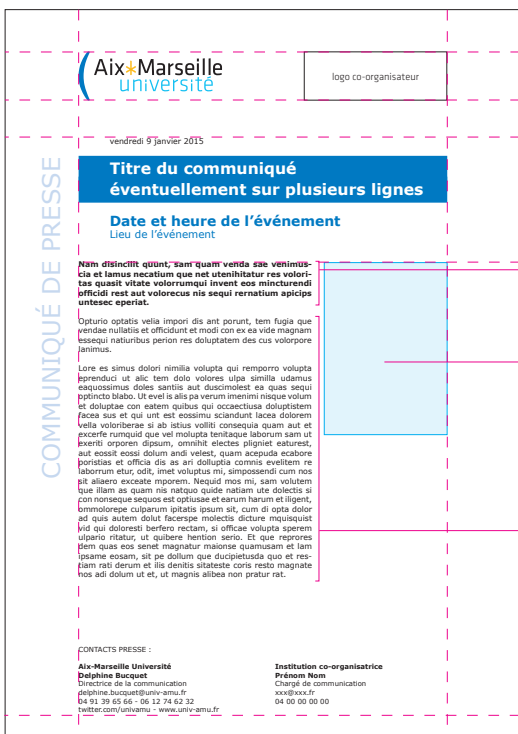 Aix*Marseille
université
logo co-organisateur
vendredi 9 janvier 2015
COMMUNIQUÉ DE PRESSE
Titre du communiqué
éventuellement sur plusieurs lignes
Date et heure de l'événement
Lieu de l'événement
Nam disincilit quunt, sam quam venda sae venimus-
cia et lamus necatium que net utenihitatur res volori-
tas quasit vitate volorrumqui invent eos mincturendi
officidi rest aut volorecus nis sequi rernatium apicips
untesec eperiat.
Opturio optatis velia impori dis ant porunt, tem fugia que
vendae nullatis et officidunt et modi con ex ea vide magnam
essequi natiuribus perion res doluptatem des cus volorpore
lanimus.
Lore es simus dolori nimilia volupta qui remporro volupta
eprenduci ut alic tem dolo volores ulpa similla udamus
eaquossimus doles santiis aut duscimolest ea quas sequi
optincto blabo. Ut evel is alis pa verum imenimi nisque volum
et doluptae con eatem quibus qui occaectiusa doluptistem
facea sus et qui unt est eossimu sciandunt lacea dolorem
vella voloriberae si ab istius volliti consequia quam aut et
excerfe rumquid que vel molupta tenitaque laborum sam ut
exeriti orporen dipsum, omnihit electes pligniet eaturest,
aut eossit eossi dolum andi velest, quam acepuda ecabore
poristias et officia dis as ari dolluptia comnis evelitem re
laborrum etur, odit, imet voluptus mi, simpossendi cum nos
sit aliaero exceate mporem. Nequid mos mi, sam volutem
que illam as quam nis natquo quide natiam ute dolectis si
con nonseque sequos est optiusae et earum harum et iligent,
ommolorepe culparum ipitatis ipsum sit, cum di opta dolor
ad quis autem dolut facerspe molectis dicture mquisquist
vid qui doloresti berfero rectam, si officae volupta sperem
ulpario ritatur, ut quibere hention serio. Et que reprores
dem quas eos senet magnatur maionse quamusam et lam
ipsame eosam, sit pe dollum que ducipietusda quo et res-
tiam rati derum et ilis denitis sitateste coris resto magnate
nos adi dolum ut et, ut magnis alibea non pratur rat.
CONTACTS PRESSE :
Aix-Marseille Université
Delphine Bucquet
Directrice de la communication
delphine.bucquet@univ-amu.fr
04 91 39 65 66 - 06 12 74 62 32
twitter.com/univamu - www.univ-amu.fr
Institution co-organisatrice
Prénom Nom
Chargé de communication
xxx@xxx.fr
04 00 00 00 00